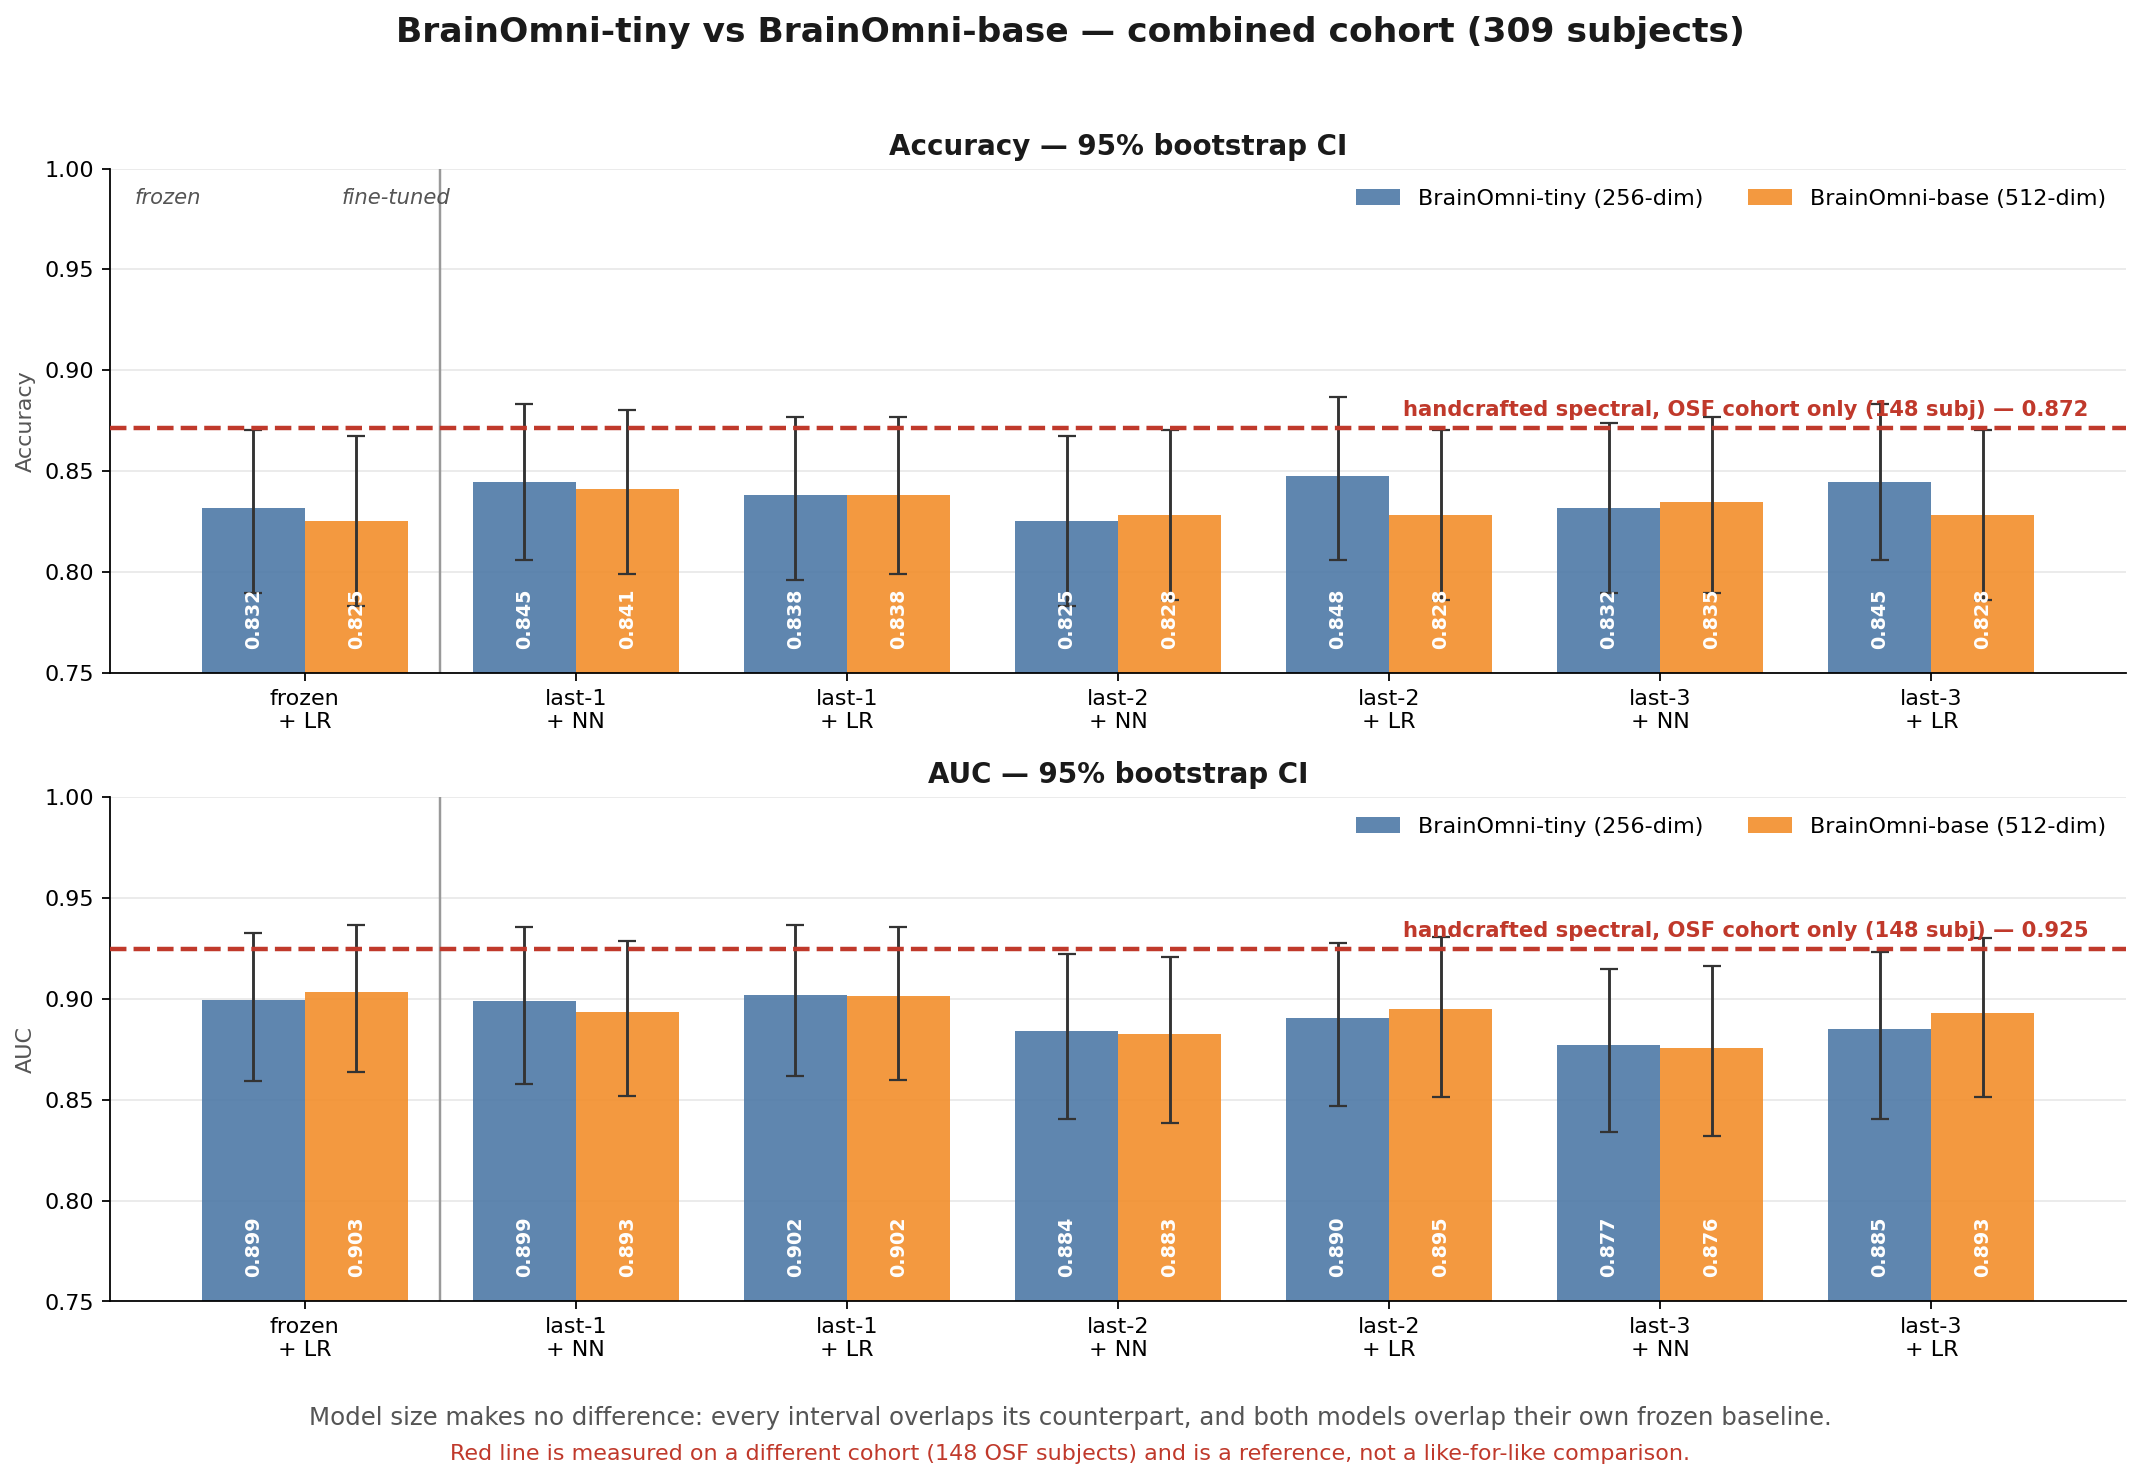 BrainOmni-tiny vs BrainOmni-base — combined cohort (309 subjects)
Accuracy — 95% bootstrap CI
1.00
0.95
0.90
0.85
0.80
0.75
Accuracy
frozen
fine-tuned
BrainOmni-tiny (256-dim)
BrainOmni-base (512-dim)
handcrafted spectral, OSF cohort only (148 subj) — 0.872
0.832
0.825
0.845
0.841
0.838
0.838
0.825
0.828
0.848
0.828
0.832
0.835
0.845
0.828
frozen
+ LR
last-1
+ NN
last-1
+ LR
last-2
+ NN
last-2
+ LR
last-3
+ NN
last-3
+ LR
AUC — 95% bootstrap CI
1.00
0.95
0.90
0.85
0.80
0.75
AUC
BrainOmni-tiny (256-dim)
BrainOmni-base (512-dim)
handcrafted spectral, OSF cohort only (148 subj) — 0.925
0.899
0.903
0.899
0.893
0.902
0.902
0.884
0.883
0.890
0.895
0.877
0.876
0.885
0.893
frozen
+ LR
last-1
+ NN
last-1
+ LR
last-2
+ NN
last-2
+ LR
last-3
+ NN
last-3
+ LR
Model size makes no difference: every interval overlaps its counterpart, and both models overlap their own frozen baseline.
Red line is measured on a different cohort (148 OSF subjects) and is a reference, not a like-for-like comparison.